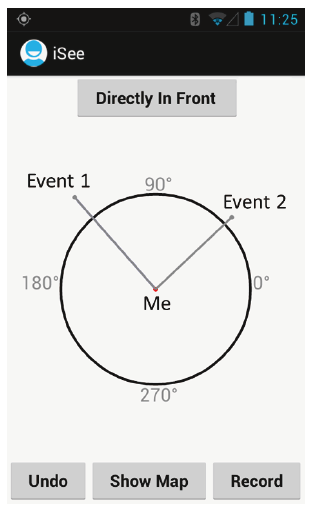 11:25
iSee
Directly In Front
Event 1
90°
Event 2
180°
0°
Me
270°
Undo
Show Map
Record